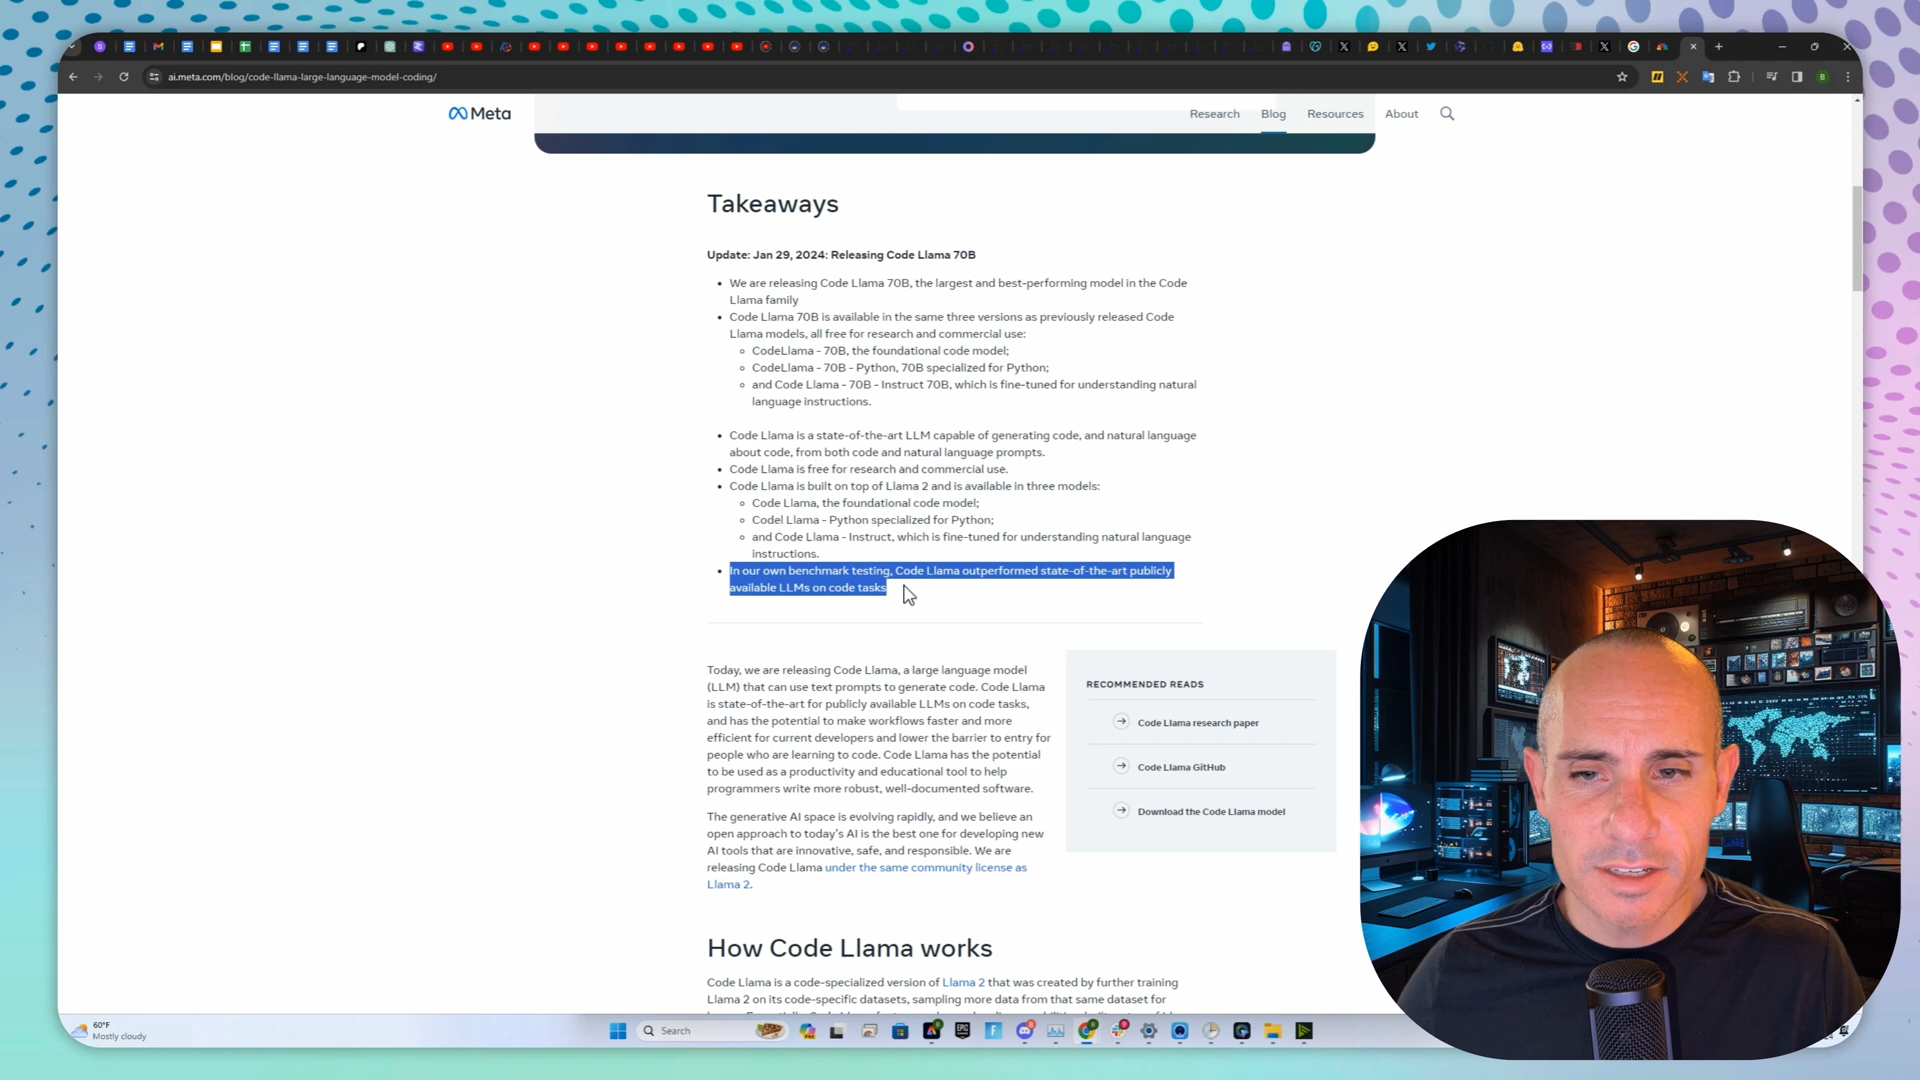 ai.meta.com/blog/code-llama-large-language-model-coding/
Meta
Research Blog Resources About
Takeaways
Update: Jan 29, 2024: Releasing Code Llama 70B
• We are releasing Code Llama 70B, the largest and best-performing model in the Code
Llama family
• Code Llama 70B is available in the same three versions as previously released Code
Llama models, all free for research and commercial use:
CodeLlama - 70B, the foundational code model;
CodeLlama - 70B - Python, 70B specialized for Python;
and Code Llama - 70B - Instruct 70B, which is fine-tuned for understanding natural
language instructions.
• Code Llama is a state-of-the-art LLM capable of generating code, and natural language
about code, from both code and natural language prompts.
• Code Llama is free for research and commercial use.
• Code Llama is built on top of Llama 2 and is available in three models:
Code Llama, the foundational code model;
Codel Llama - Python specialized for Python;
and Code Llama - Instruct, which is fine-tuned for understanding natural language
instructions.
• In our own benchmark testing, Code Llama outperformed state-of-the-art publicly
available LLMs on code tasks
Today, we are releasing Code Llama, a large language model
(LLM) that can use text prompts to generate code. Code Llama
is state-of-the-art for publicly available LLMs on code tasks,
and has the potential to make workflows faster and more
efficient for current developers and lower the barrier to entry for
people who are learning to code. Code Llama has the potential
to be used as a productivity and educational tool to help
programmers write more robust, well-documented software.
The generative AI space is evolving rapidly, and we believe an
open approach to today's AI is the best one for developing new
AI tools that are innovative, safe, and responsible. We are
releasing Code Llama under the same community license as
Llama 2.
RECOMMENDED READS
Code Llama research paper
Code Llama GitHub
Download the Code Llama model
How Code Llama works
Code Llama is a code-specialized version of Llama 2 that was created by further training
Llama 2 on its code-specific datasets, sampling more data from that same dataset for
60°F
Mostly cloudy
Search